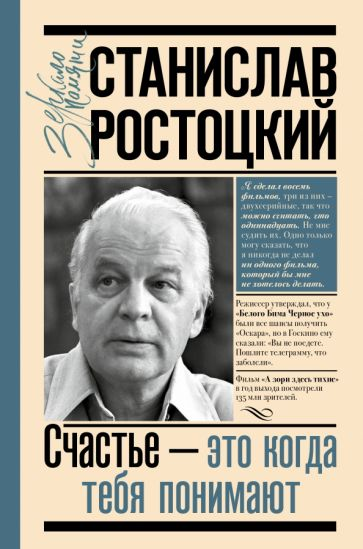 Зеркало
памяти
СТАНИСЛАВ
РОСТОЦКИЙ
Я сделал восемь
фильмов, три из них –
двухсерийные, так что
можно считать, что
одиннадцать. Не мне
судить их. Одно только
могу сказать, что
я никогда не делал
ни одного фильма,
который бы мне
не хотелось делать.
Режиссер утверждал, что у
«Белого Бима Черное ухо»
были все шансы получить
«Оскара», но в Госкино ему
сказали: «Вы не поедете.
Пошлите телеграмму, что
заболели».
Фильм «А зори здесь тихие»
в год выхода посмотрели
135 млн зрителей.
Счастье — это когда
тебя понимают